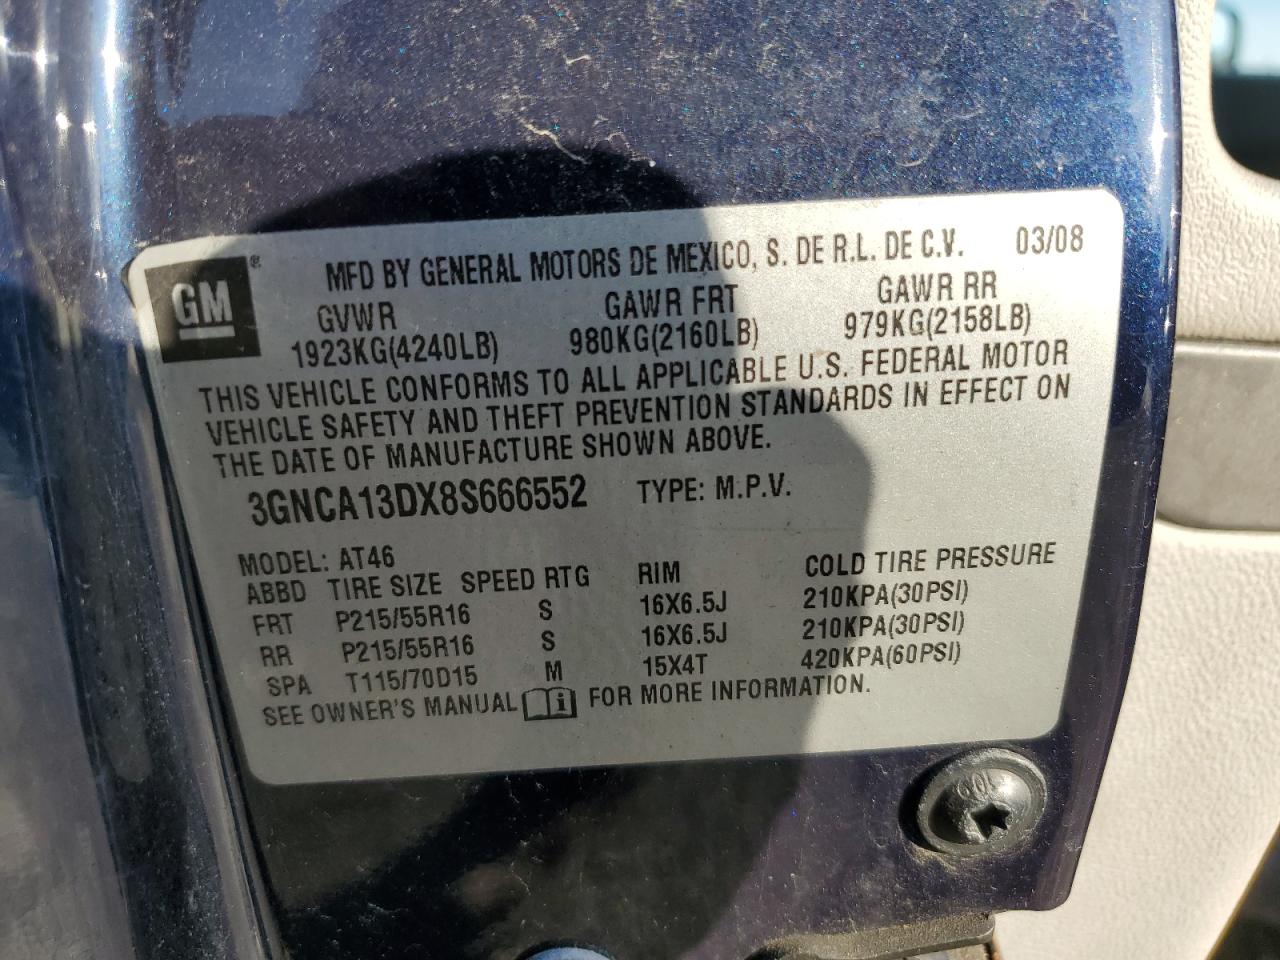 GM ® MFD BY GENERAL MOTORS DE MEXICO, S. DE R.L. DE C.V. 03/08
GVWR GAWR FRT GAWR RR
1923KG(4240LB) 980KG(2160LB) 979KG(2158LB)
THIS VEHICLE CONFORMS TO ALL APPLICABLE U.S. FEDERAL MOTOR
VEHICLE SAFETY AND THEFT PREVENTION STANDARDS IN EFFECT ON
THE DATE OF MANUFACTURE SHOWN ABOVE.
3GNCA13DX8S666552 TYPE: M.P.V.
MODEL: AT46
ABBD TIRE SIZE SPEED RTG RIM COLD TIRE PRESSURE
FRT P215/55R16 S 16X6.5J 210KPA(30PSI)
RR P215/55R16 S 16X6.5J 210KPA(30PSI)
SPA T115/70D15 M 15X4T 420KPA(60PSI)
SEE OWNER'S MANUAL i FOR MORE INFORMATION.